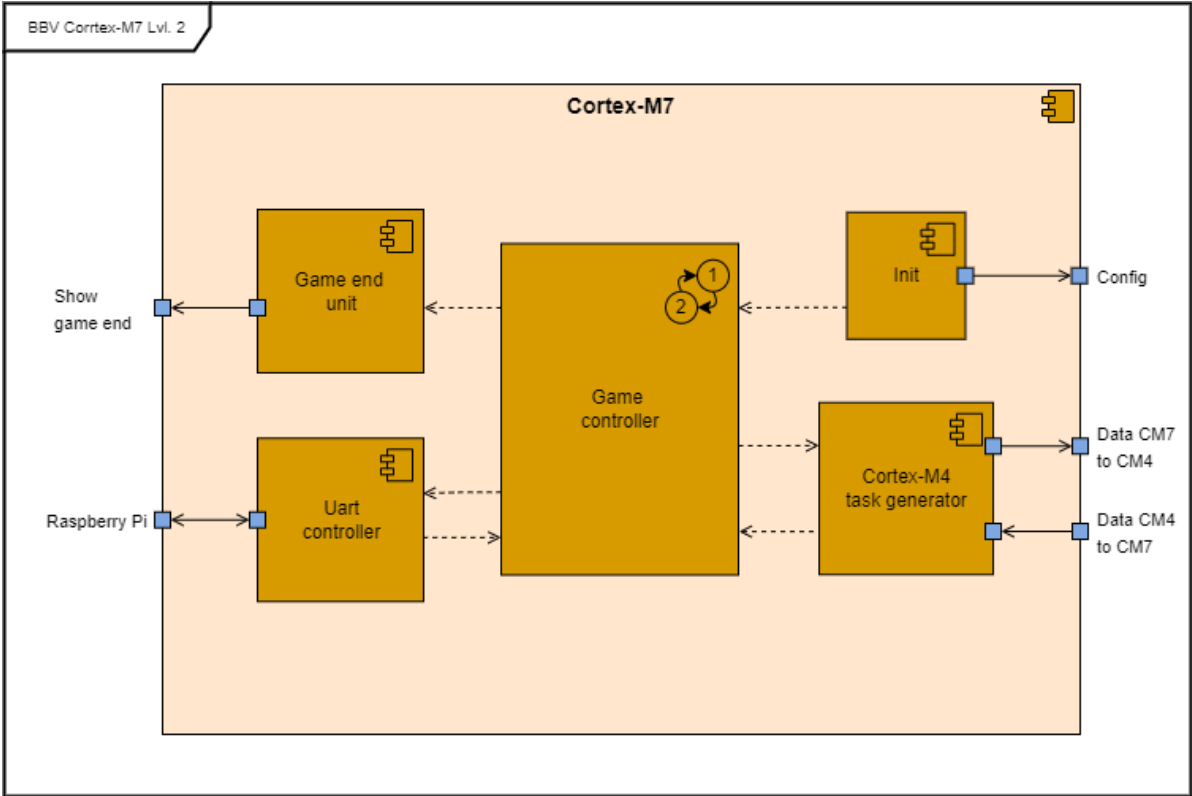 BBV Corrtex-M7 Lvl. 2
Cortex-M7
Game end
unit
Show
game end
Game
controller
1
2
Init
Config
Uart
controller
Raspberry Pi
Cortex-M4
task generator
Data CM7
to CM4
Data CM4
to CM7